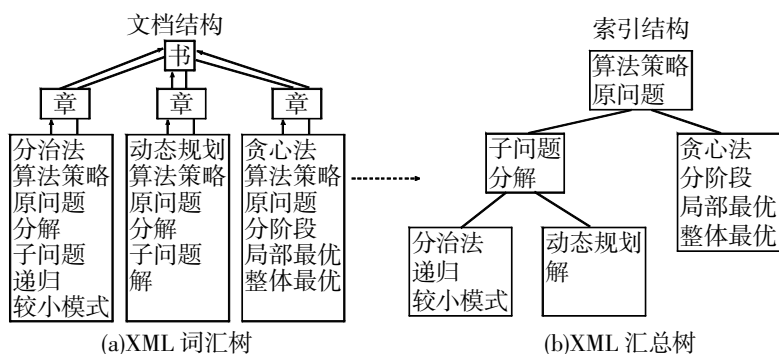 文档结构
书
章
章
章
分治法
算法策略
原问题
分解
子问题
递归
较小模式
动态规划
算法策略
原问题
分解
子问题
解
贪心法
算法策略
原问题
分阶段
局部最优
整体最优
(a)XML 词汇树
索引结构
算法策略
原问题
子问题
分解
贪心法
分阶段
局部最优
整体最优
分治法
递归
较小模式
动态规划
解
(b)XML 汇总树